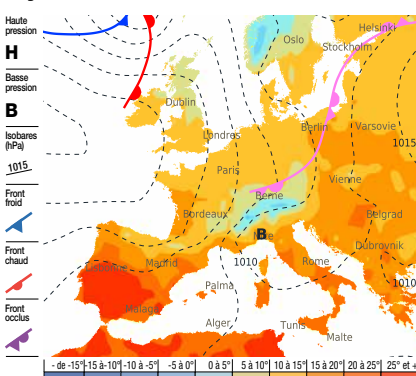 Haute
pression
H
Basse
pression
B
Isobares
(hPa)
1015
Front
froid
Front
chaud
Front
occlus
Helsinki
Oslo
Stockholm
Dublin
Londres
Berlin
Varsovie
1015
Paris
Vienne
Berne
Bordeaux
Belgrad
B
Nice
Dubrovnik
Lisbonne
Madrid
1010
Rome
Palma
1010
Malaga
Alger
Tunis
Malte
- de -15° -15 à-10° -10 à -5° -5 à 0° 0 à 5° 5 à 10° 10 à 15° 15 à 20° 20 à 25° 25° et +